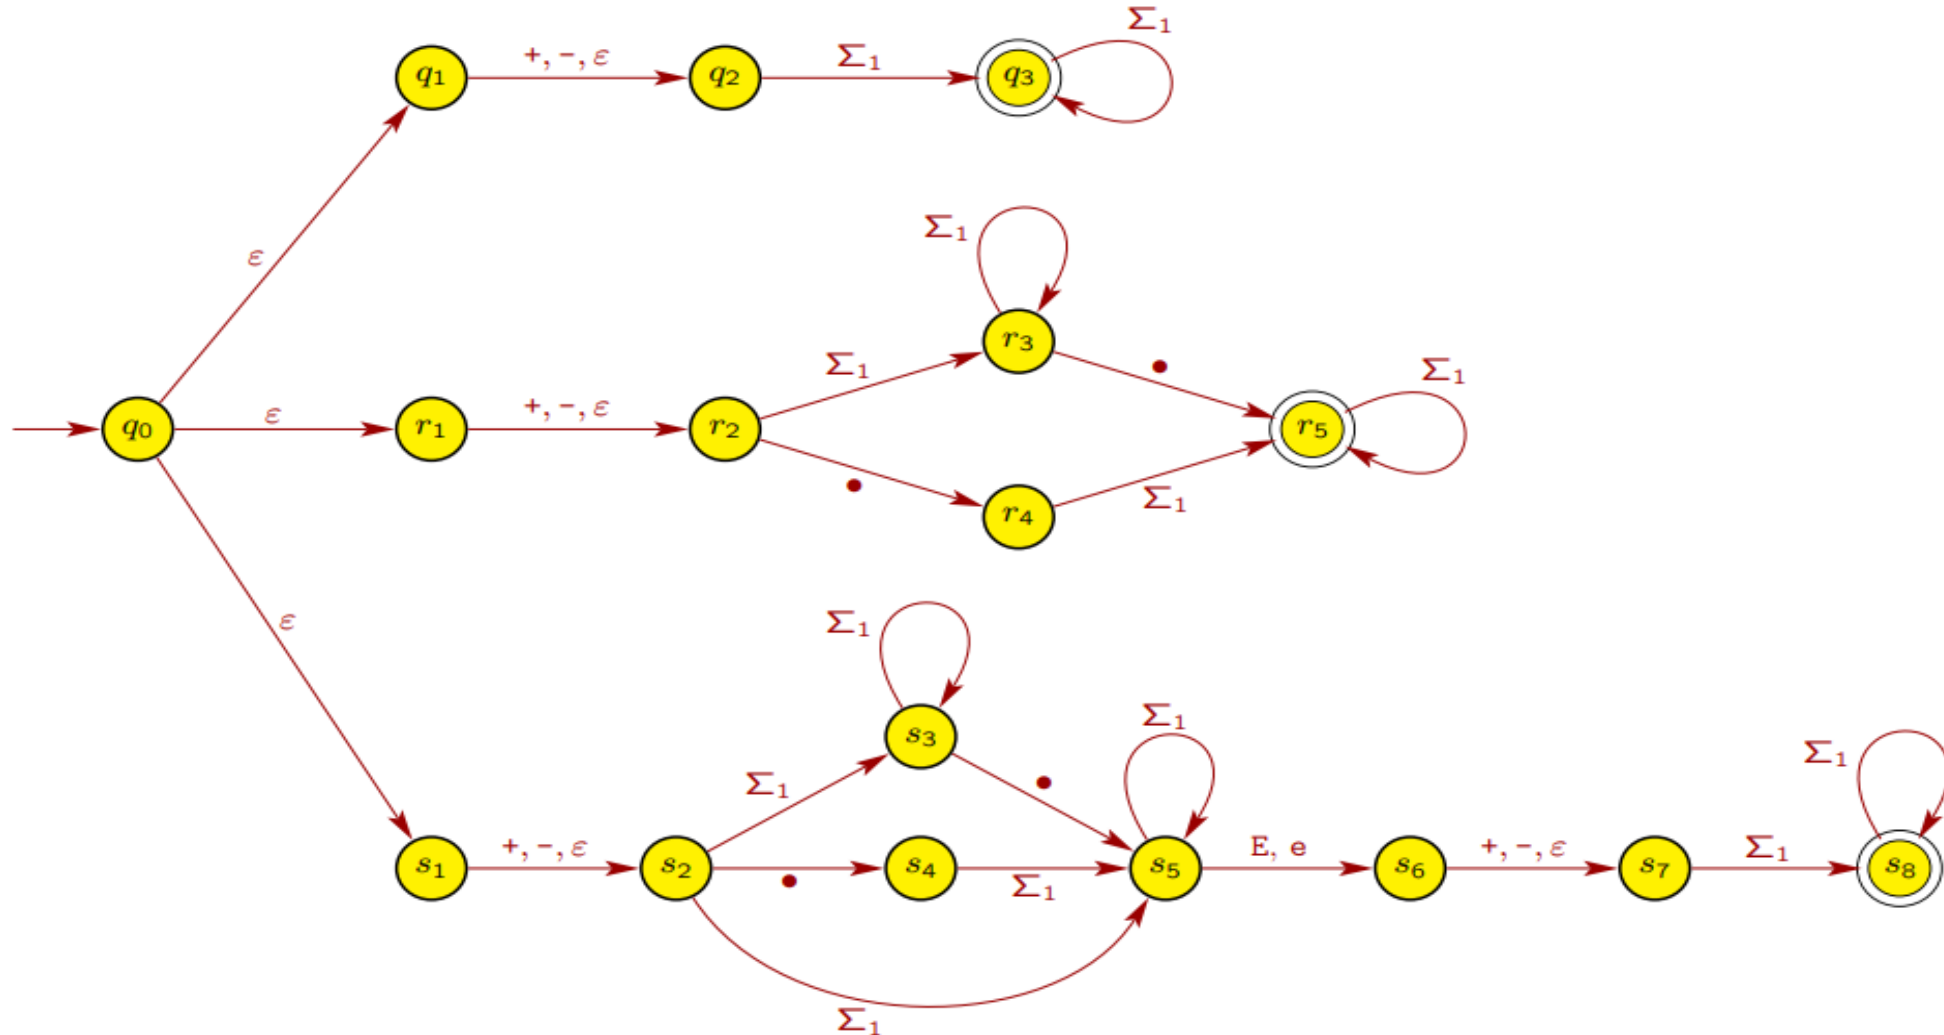 Σ₁
q₁ +, -, ε q₂ Σ₁ q₃
ε
Σ₁
r₃
Σ₁ • Σ₁
q₀ ε r₁ +, -, ε r₂ r₅
• r₄ Σ₁
ε
Σ₁
s₃ Σ₁
Σ₁ • Σ₁
s₁ +, -, ε s₂ • s₄ Σ₁ s₅ E, e s₆ +, -, ε s₇ Σ₁ s₈
Σ₁